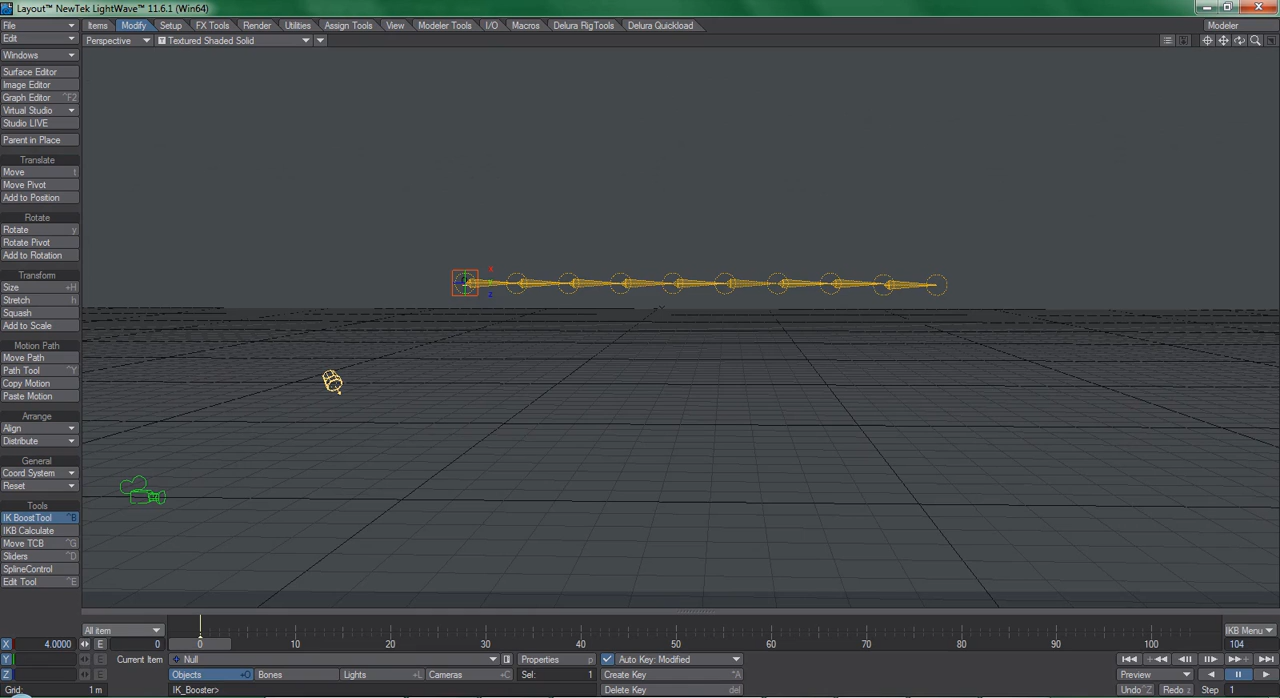 Layout™ NewTek LightWave™ 11.6.1 (Win64)
File Items Modify Setup FX Tools Render Utilities Assign Tools View Modeler Tools I/O Macros Delura RigTools Delura Quickload Modeler
Edit Perspective T Textured Shaded Solid
Windows
Surface Editor
Image Editor
Graph Editor ^F2
Virtual Studio
Studio LIVE
Parent in Place
Translate
Move t
Move Pivot
Add to Position
Rotate
Rotate y
Rotate Pivot
Add to Rotation
Transform
Size +H
Stretch h
Squash
Add to Scale
Motion Path
Move Path
Path Tool ^Y
Copy Motion
Paste Motion
Arrange
Align
Distribute
General
Coord System
Reset
Tools
IK BoostTool ^B
IKB Calculate
Move TCB ^G
Sliders ^D
SplineControl
Edit Tool ^E
All item IKB Menu
X 4.0000 E 0 0 10 20 30 40 50 60 70 80 90 100 104
Y E Current Item Null Properties p Auto Key: Modified
Z E Objects +O Bones Lights +L Cameras +C Sel: 1 Create Key ^A Preview
Grid: 1 m IK_Booster> Delete Key del Undo ^Z Redo z Step 1